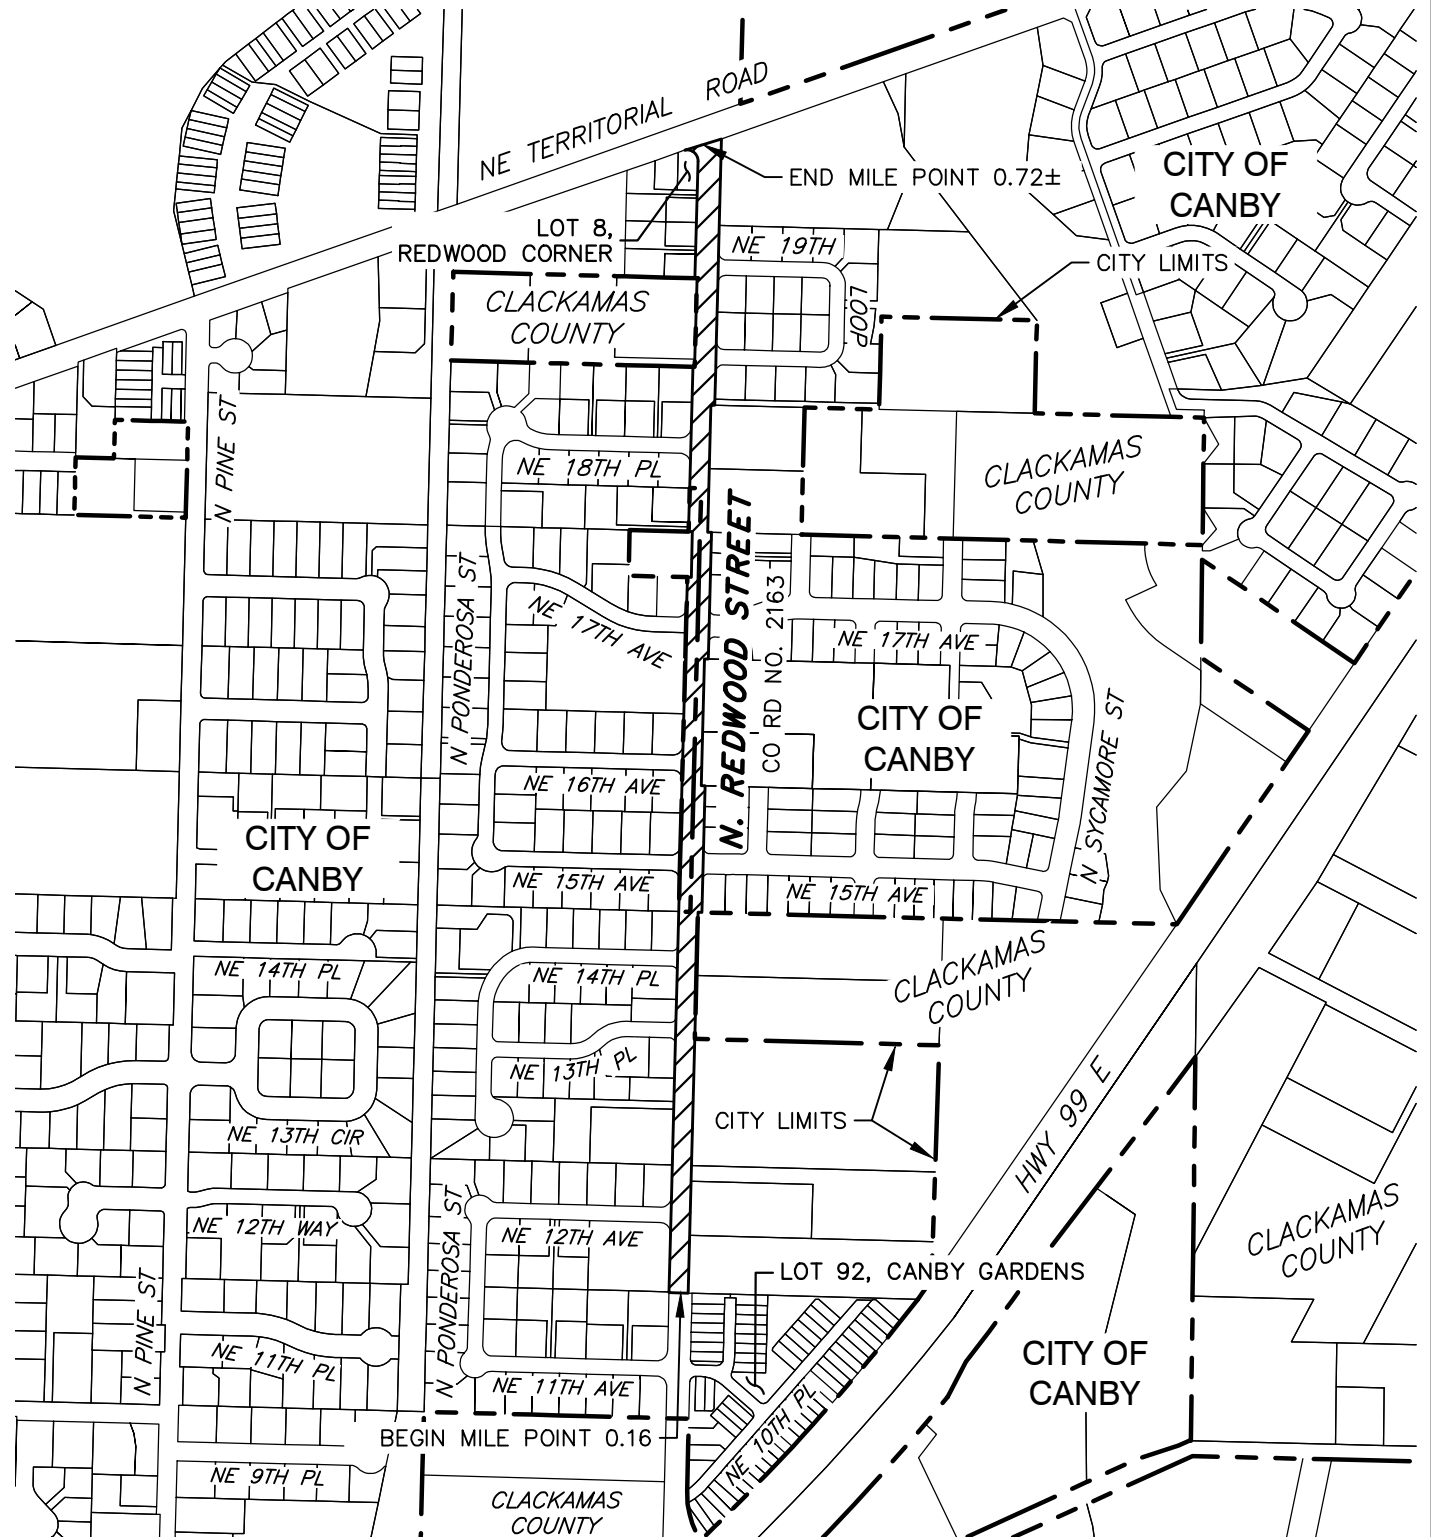 NE TERRITORIAL ROAD
END MILE POINT 0.72±
CITY OF
CANBY
LOT 8,
REDWOOD CORNER
NE 19TH
LOOP
CITY LIMITS
CLACKAMAS
COUNTY
N PINE ST
NE 18TH PL
CLACKAMAS
COUNTY
N. REDWOOD STREET
CO RD NO. 2163
N PONDEROSA ST
NE 17TH AVE
NE 17TH AVE
CITY OF
CANBY
N SYCAMORE ST
NE 16TH AVE
CITY OF
CANBY
NE 15TH AVE
NE 15TH AVE
NE 14TH PL
NE 14TH PL
CLACKAMAS
COUNTY
NE 13TH PL
CITY LIMITS
HWY 99 E
NE 13TH CIR
NE 12TH WAY
NE 12TH AVE
N PONDEROSA ST
CLACKAMAS
COUNTY
LOT 92, CANBY GARDENS
N PINE ST
NE 11TH PL
NE 11TH AVE
CITY OF
CANBY
NE 10TH PL
BEGIN MILE POINT 0.16
NE 9TH PL
CLACKAMAS
COUNTY